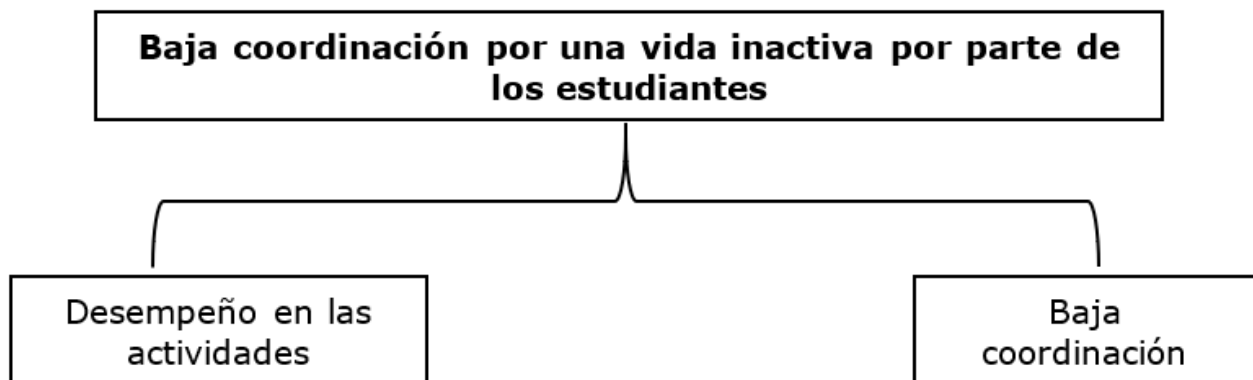 Baja coordinación por una vida inactiva por parte de
los estudiantes
Desempeño en las
actividades
Baja
coordinación